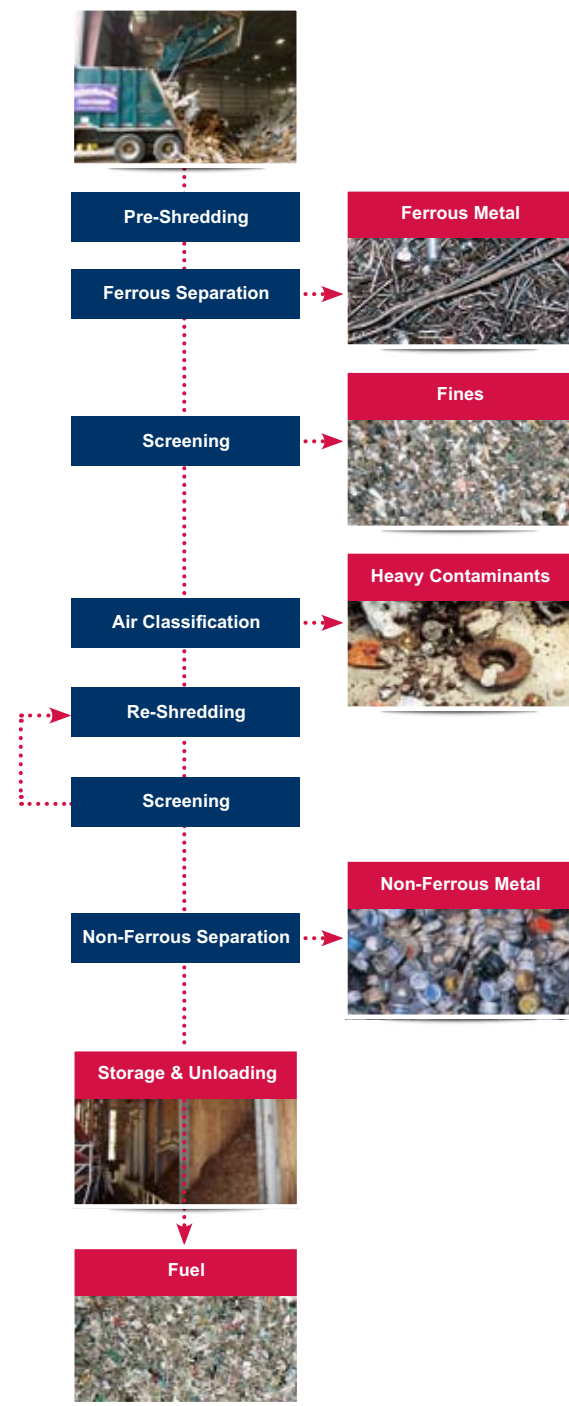 Pre-Shredding
Ferrous Metal
Ferrous Separation
Fines
Screening
Heavy Contaminants
Air Classification
Re-Shredding
Screening
Non-Ferrous Metal
Non-Ferrous Separation
Storage & Unloading
Fuel